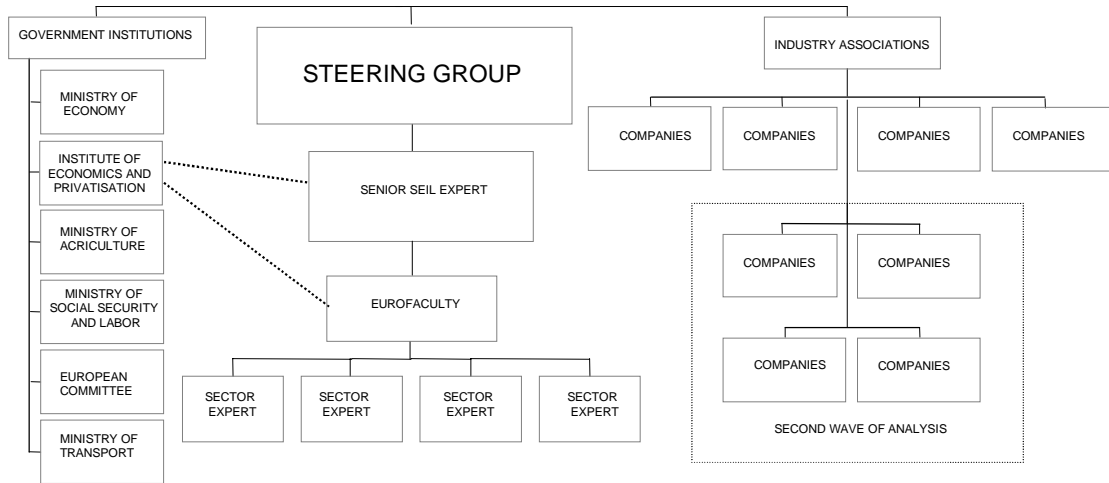 GOVERNMENT INSTITUTIONS
MINISTRY OF
ECONOMY
INSTITUTE OF
ECONOMICS AND
PRIVATISATION
MINISTRY OF
ACRICULTURE
MINISTRY OF
SOCIAL SECURITY
AND LABOR
EUROPEAN
COMMITTEE
MINISTRY OF
TRANSPORT
STEERING GROUP
SENIOR SEIL EXPERT
EUROFACULTY
SECTOR
EXPERT
SECTOR
EXPERT
SECTOR
EXPERT
SECTOR
EXPERT
INDUSTRY ASSOCIATIONS
COMPANIES
COMPANIES
COMPANIES
COMPANIES
COMPANIES
COMPANIES
COMPANIES
COMPANIES
SECOND WAVE OF ANALYSIS